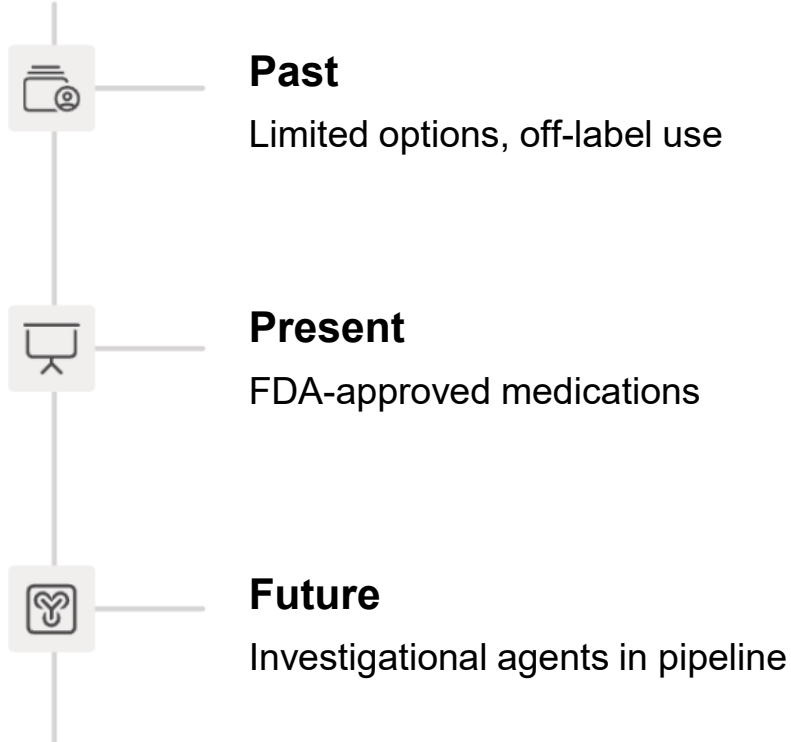 Past
Limited options, off-label use
Present
FDA-approved medications
Future
Investigational agents in pipeline